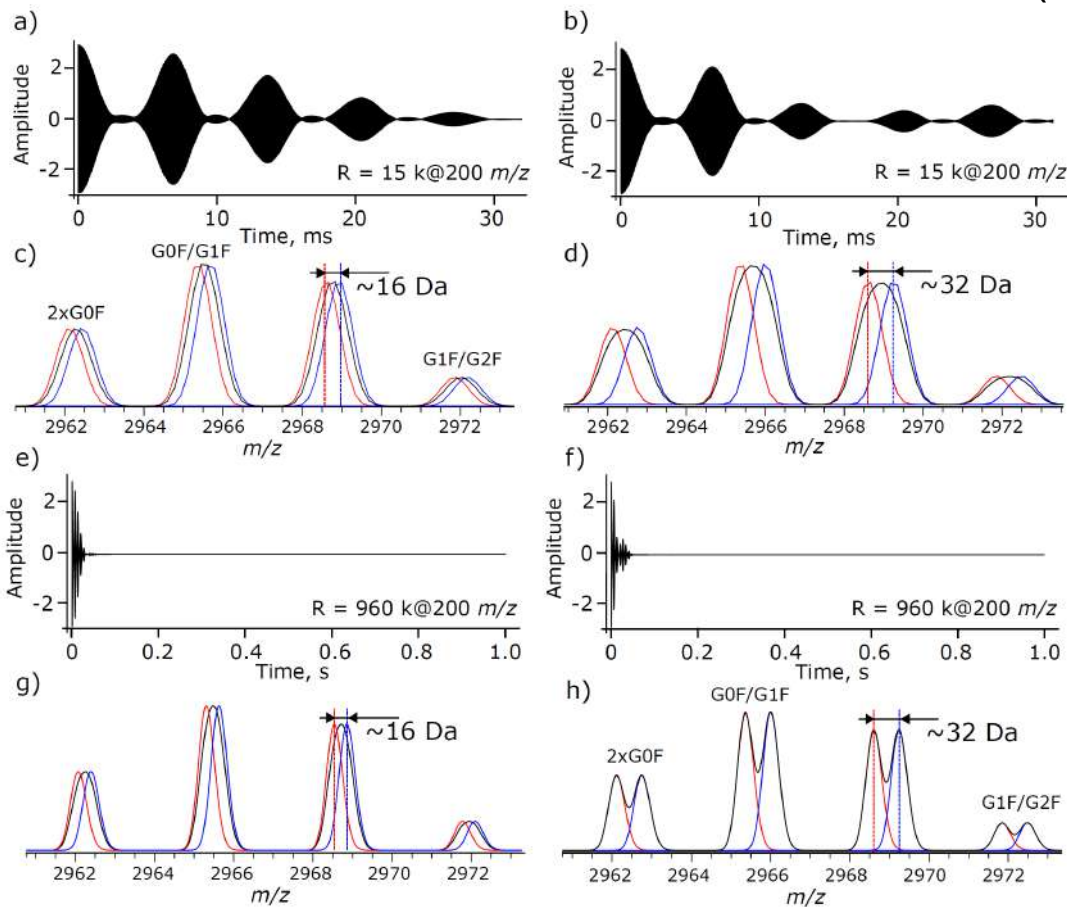 a)
Amplitude
2
0
-2
R = 15 k@200 m/z
0 10 20 30
Time, ms
b)
Amplitude
2
0
-2
R = 15 k@200 m/z
0 10 20 30
Time, ms
c)
G0F/G1F
~16 Da
2xG0F
G1F/G2F
2962 2964 2966 2968 2970 2972
m/z
d)
~32 Da
2962 2964 2966 2968 2970 2972
m/z
e)
Amplitude
2
0
-2
R = 960 k@200 m/z
0 0.2 0.4 0.6 0.8 1.0
Time, s
f)
Amplitude
2
0
-2
R = 960 k@200 m/z
0 0.2 0.4 0.6 0.8 1.0
Time, s
g)
~16 Da
2962 2964 2966 2968 2970 2972
m/z
h)
G0F/G1F
~32 Da
2xG0F
G1F/G2F
2962 2964 2966 2968 2970 2972
m/z